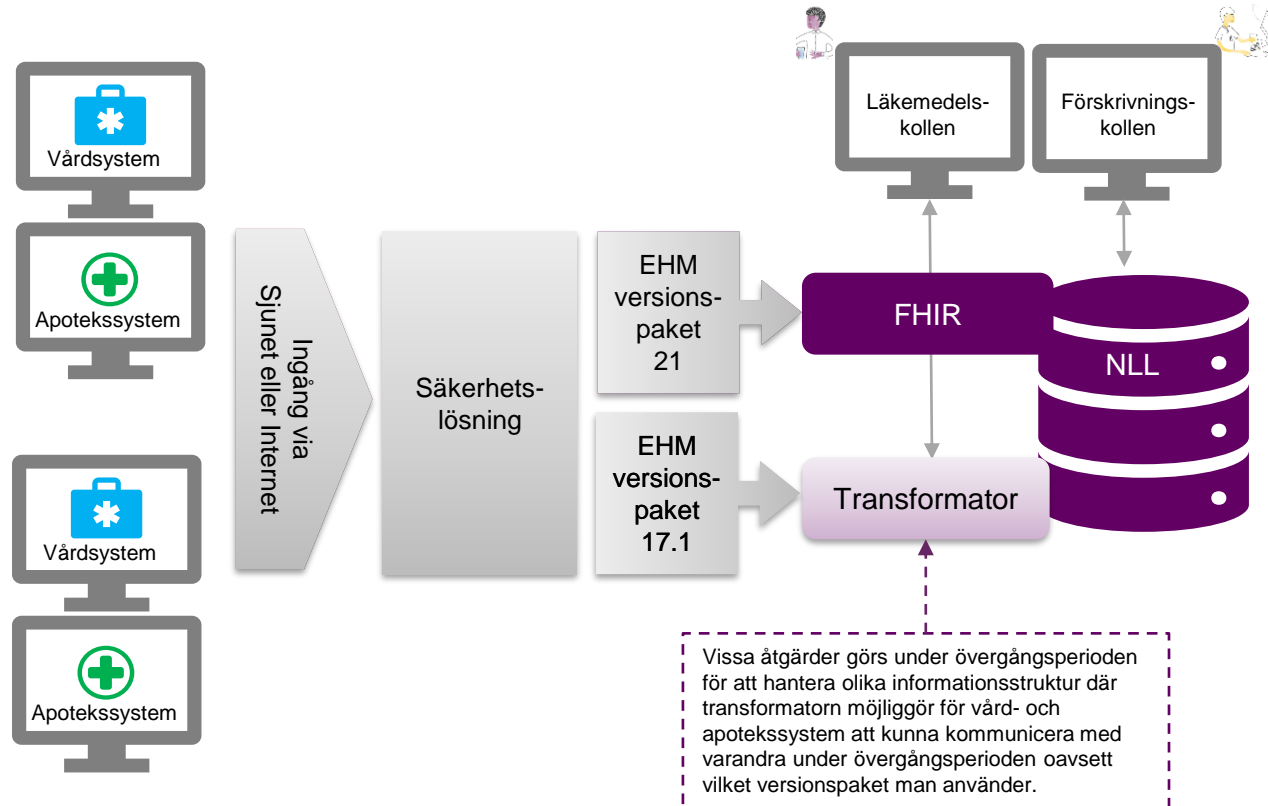 Läkemedels-
kollen
Förskrivnings-
kollen
Vårdsystem
Apotekssystem
Ingång via
Sjunet eller Internet
Säkerhets-
lösning
EHM
versions-
paket
21
FHIR
NLL
EHM
versions-
paket
17.1
Transformator
Vårdsystem
Apotekssystem
Vissa åtgärder görs under övergångsperioden
för att hantera olika informationsstruktur där
transformatorn möjliggör för vård- och
apotekssystem att kunna kommunicera med
varandra under övergångsperioden oavsett
vilket versionspaket man använder.